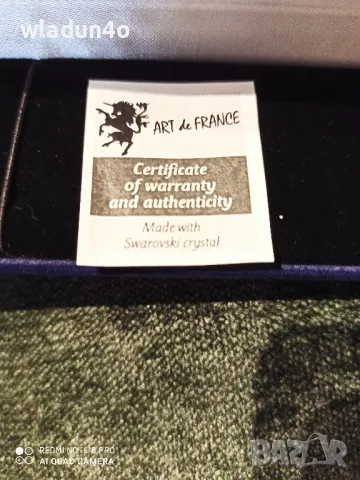 wladun4o
ART de FRANCE
Certificate
of warranty
and authenticity
Made with
Swarovski crystal
REDMI NOTE 8 PRO
AI QUAD CAMERA
BAZAR